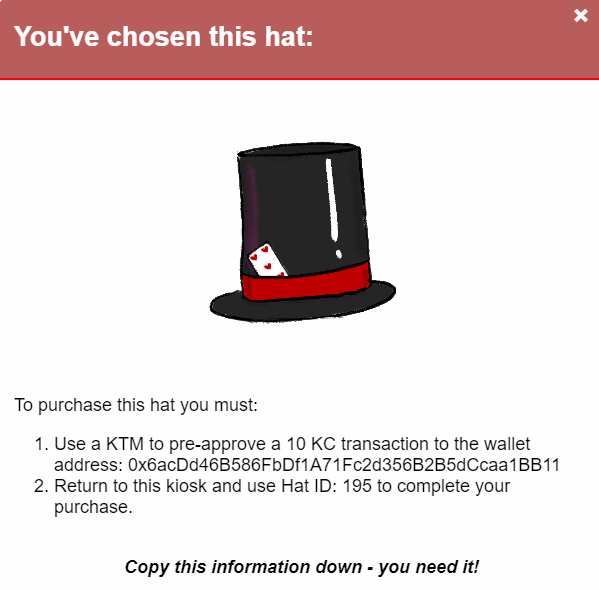 You've chosen this hat:
To purchase this hat you must:
1. Use a KTM to pre-approve a 10 KC transaction to the wallet
address: 0x6acDd46B586FbDf1A71Fc2d356B2B5dCcaa1BB11
2. Return to this kiosk and use Hat ID: 195 to complete your
purchase.
Copy this information down - you need it!